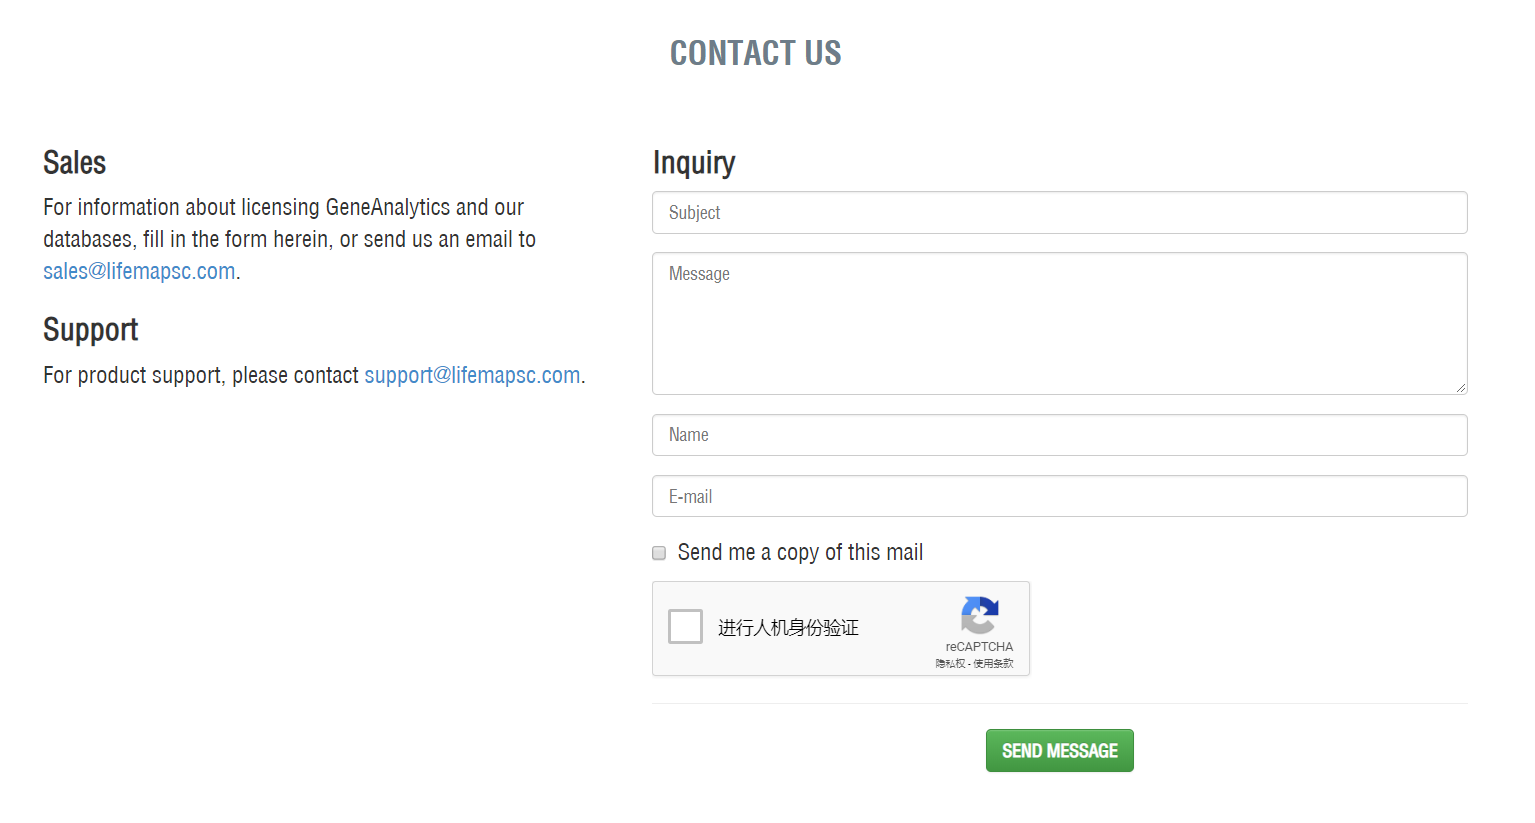 CONTACT US
Sales
For information about licensing GeneAnalytics and our
databases, fill in the form herein, or send us an email to
sales@lifemapsc.com.
Support
For product support, please contact support@lifemapsc.com.
Inquiry
Subject
Message
Name
E-mail
Send me a copy of this mail
进行人机身份验证
reCAPTCHA
隐私权 - 使用条款
SEND MESSAGE